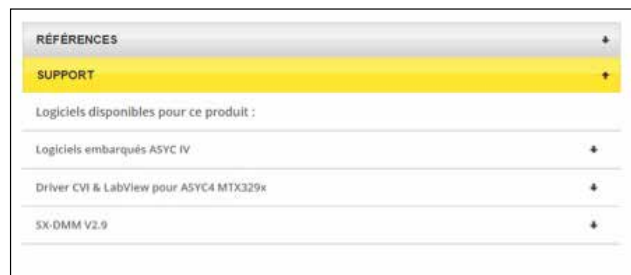 RÉFÉRENCES
SUPPORT
Logiciels disponibles pour ce produit :
Logiciels embarqués ASYC IV
Driver CVI & LabView pour ASYC4 MTX329x
SX-DMM V2.9